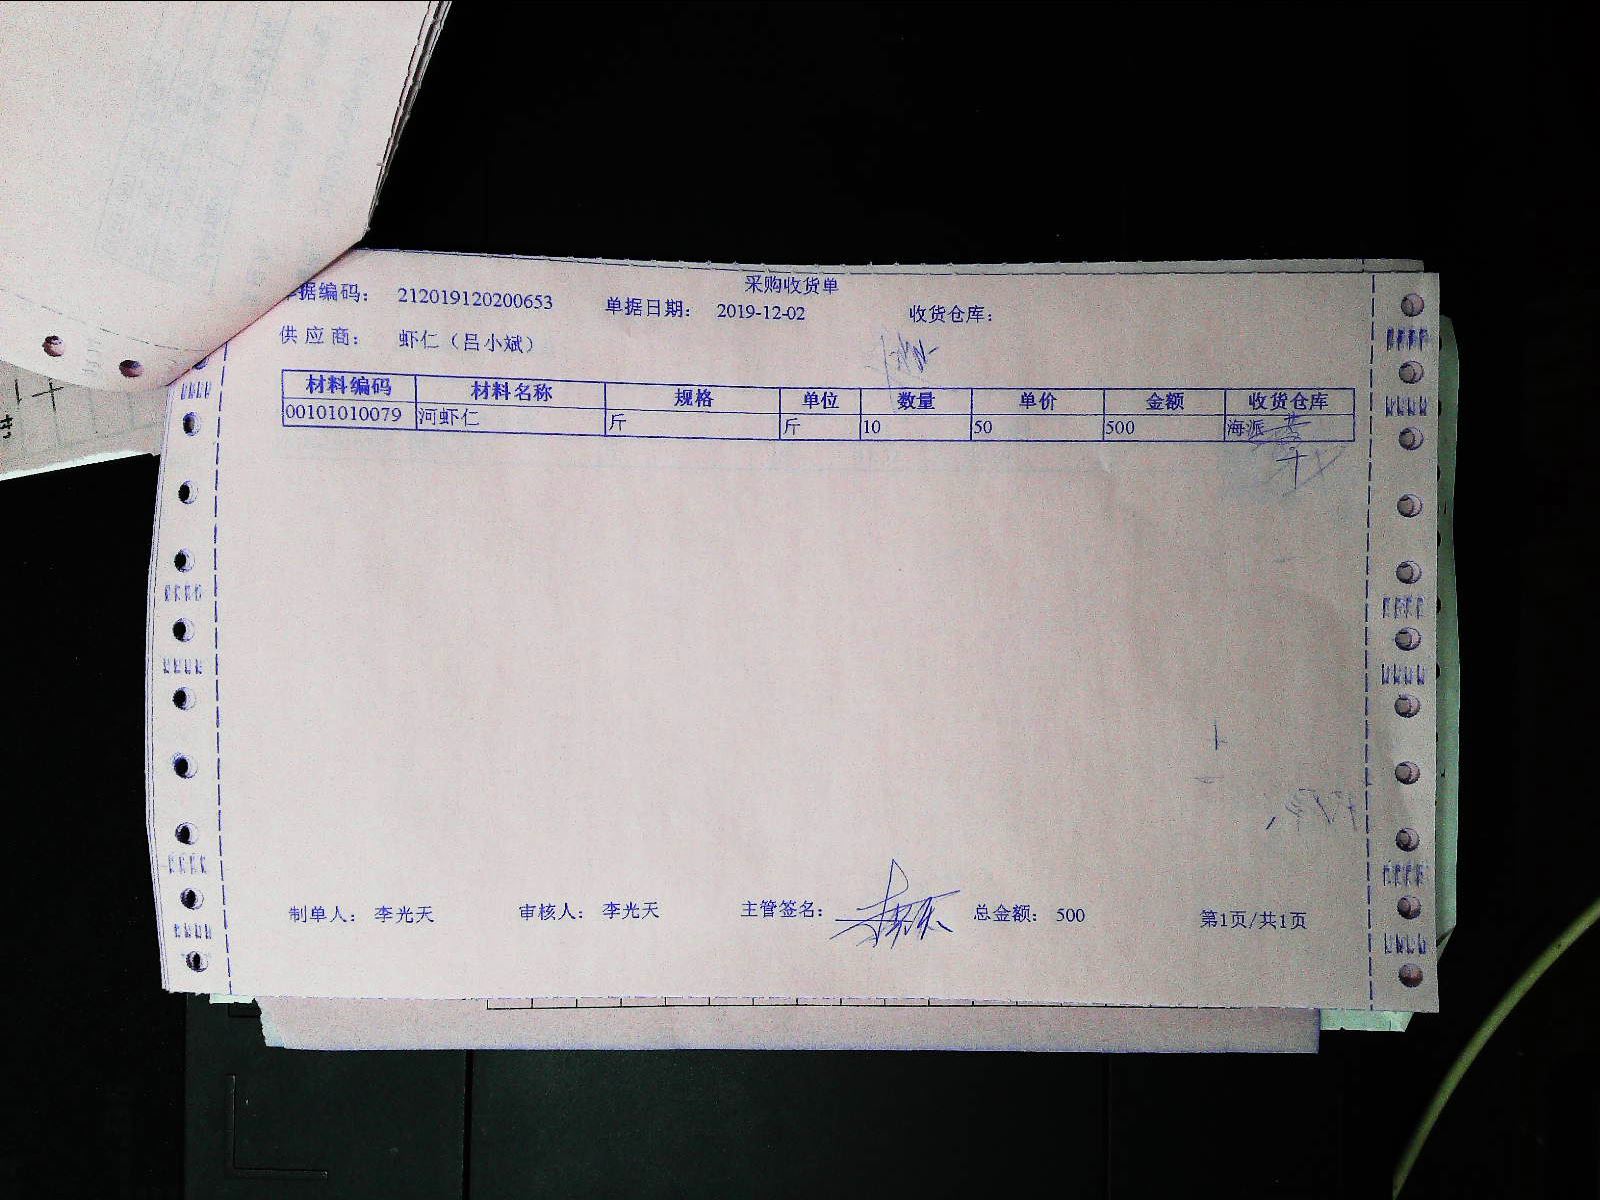 采购收货单
据编码： 212019120200653 单据日期： 2019-12-02 收货仓库：
供应商： 虾仁（吕小斌）
材料编码 材料名称 规格 单位 数量 单价 金额 收货仓库
00101010079 河虾仁 斤 斤 10 50 500 海派
制单人： 李光天 审核人： 李光天 主管签名： 总金额： 500 第1页/共1页